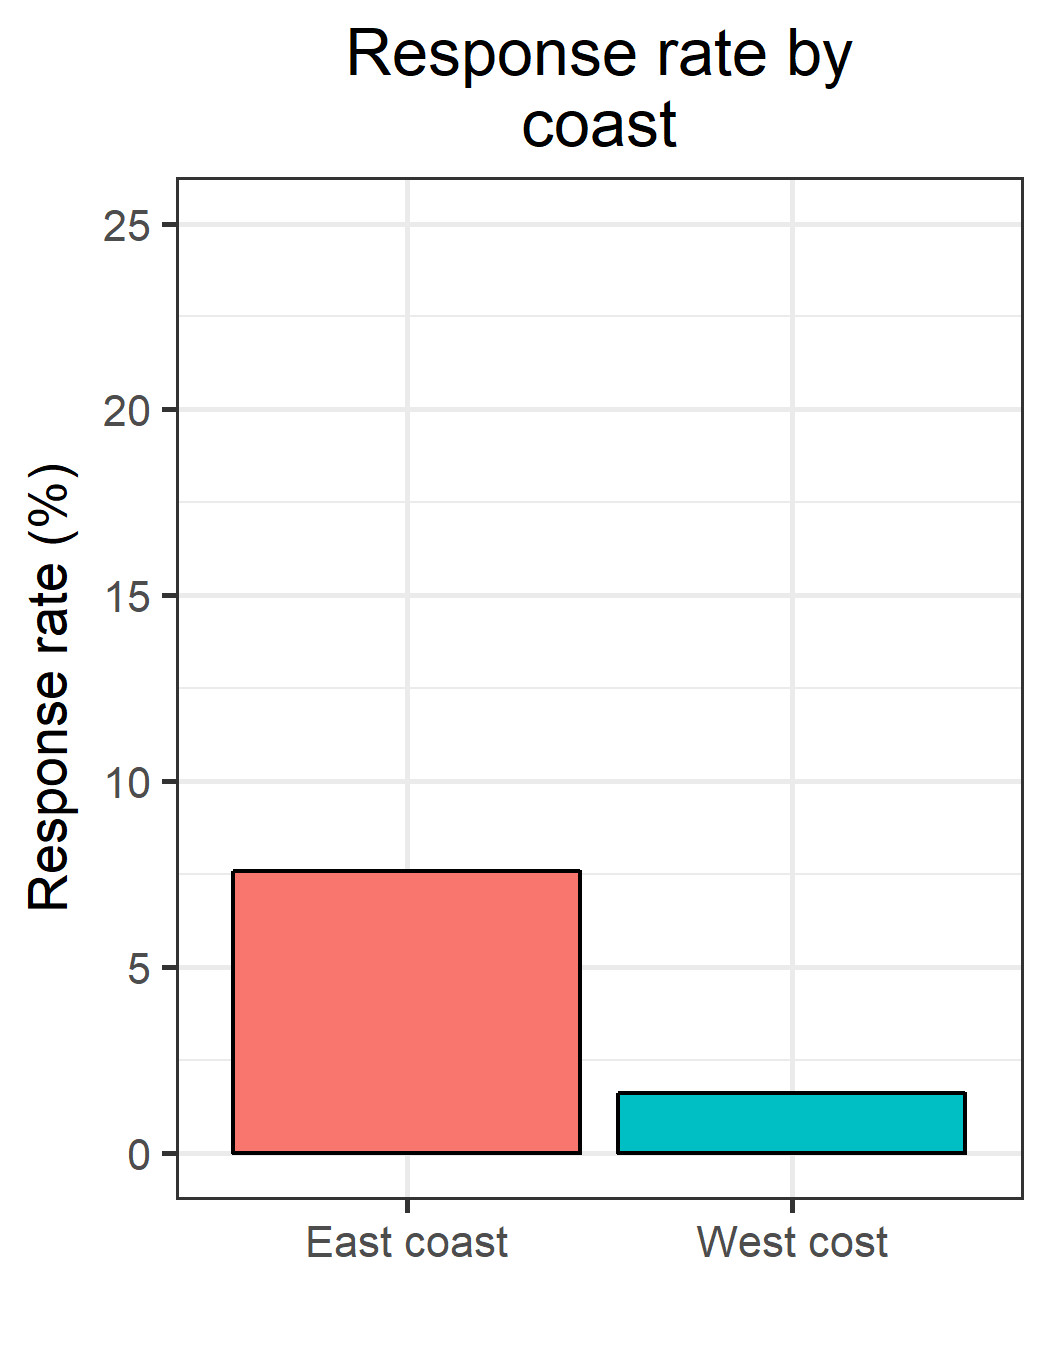 Response rate by
coast
Response rate (%)
25
20
15
10
5
0
East coast
West cost